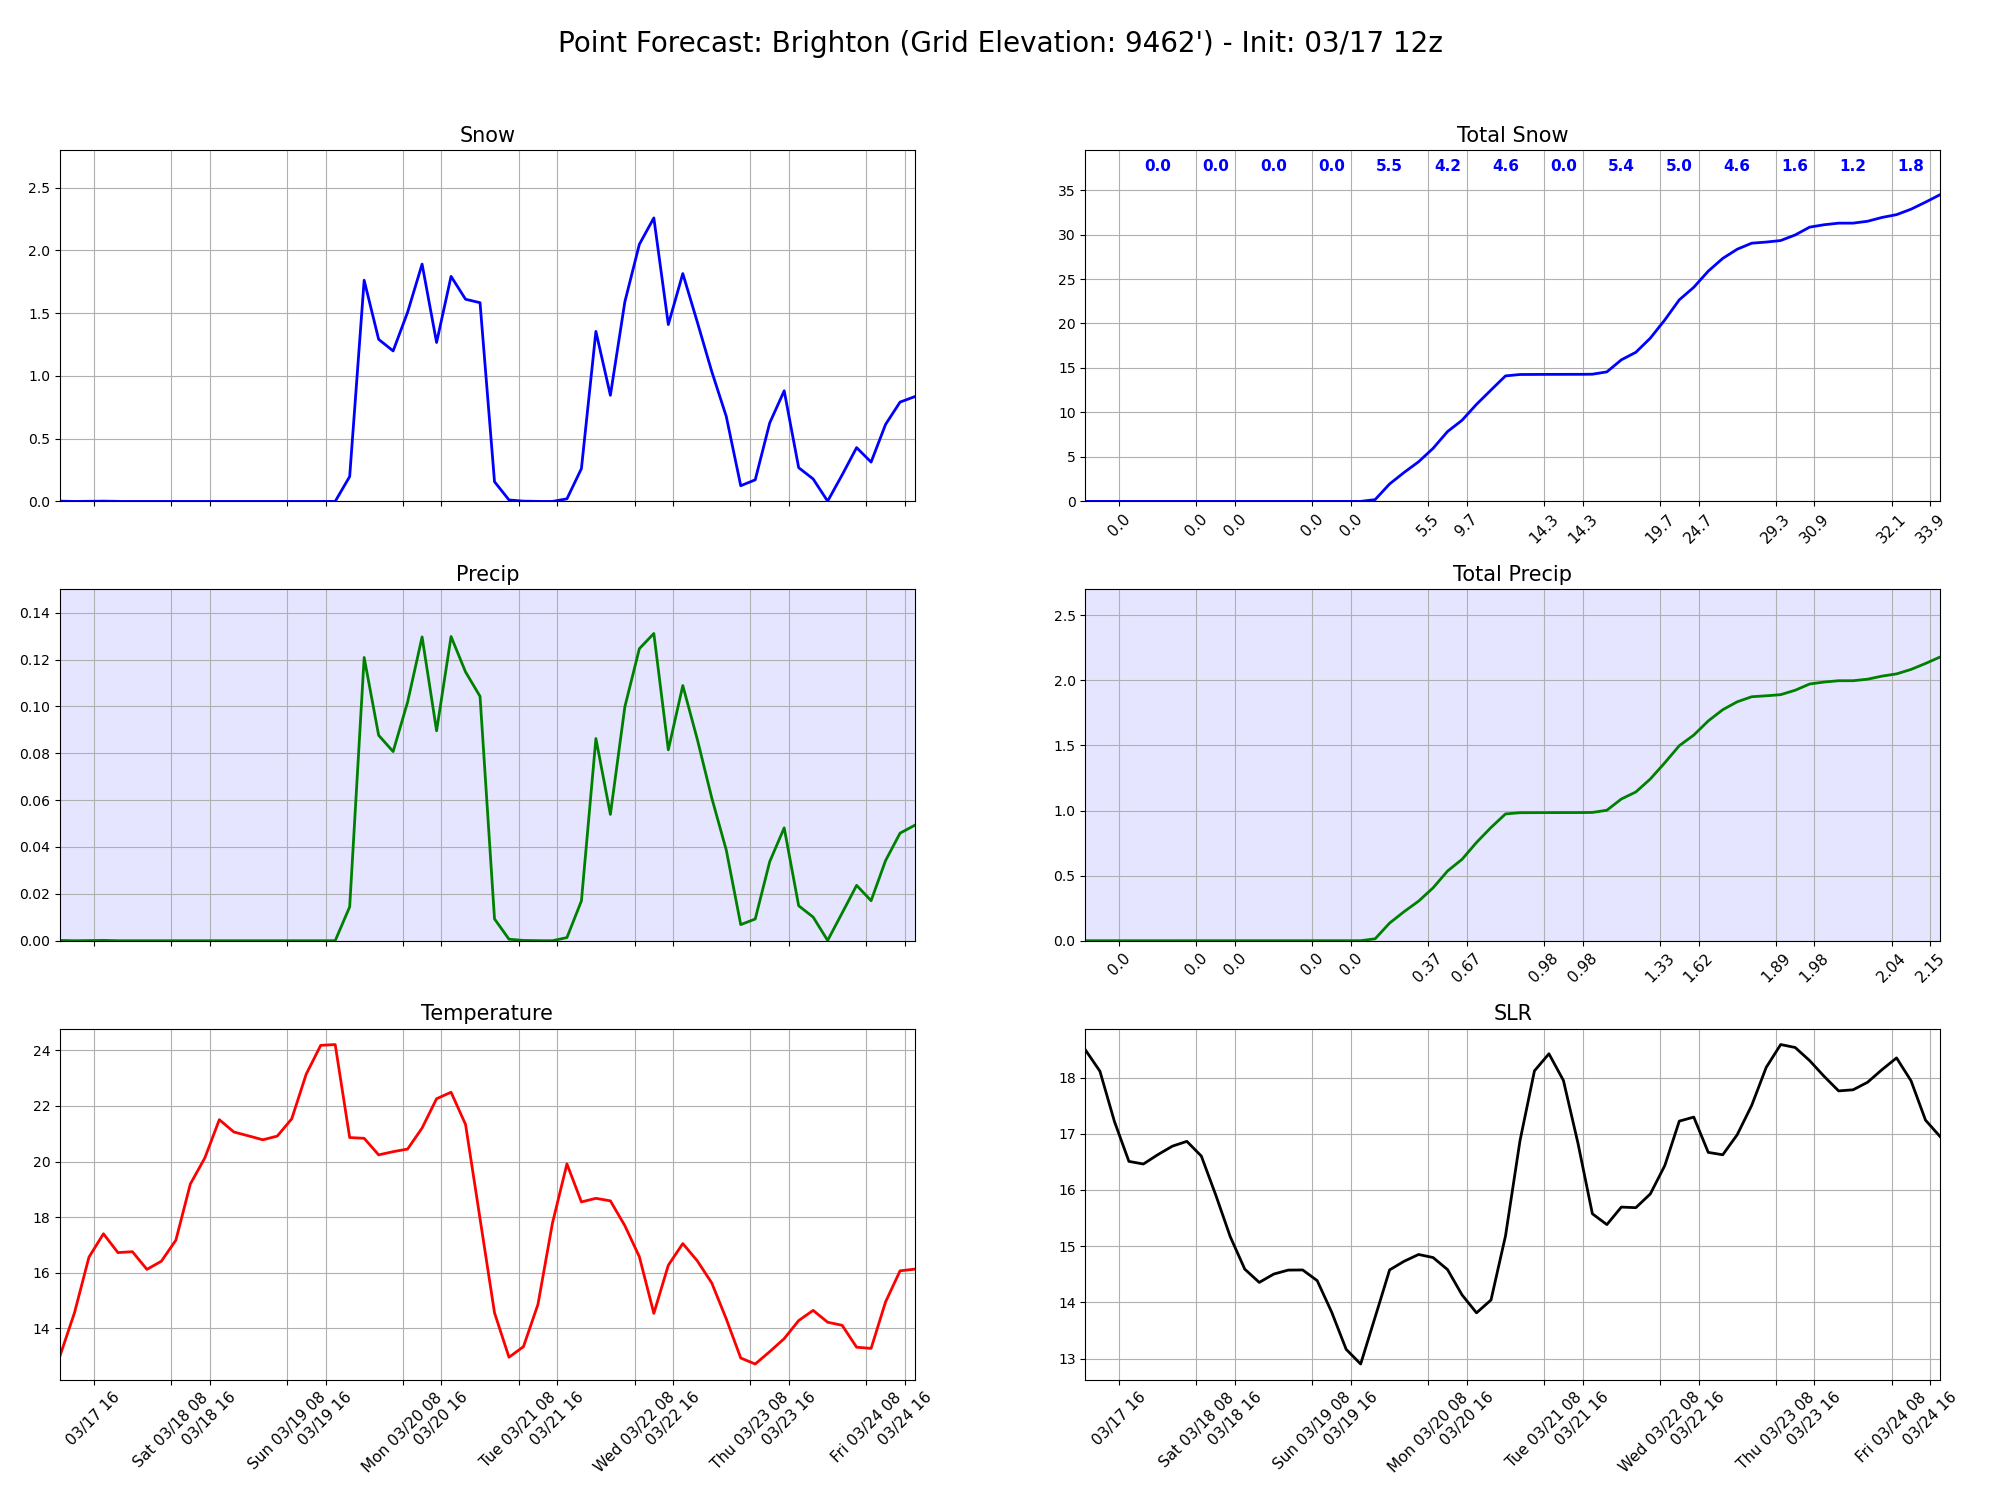 Point Forecast: Brighton (Grid Elevation: 9462') - Init: 03/17 12z
Snow
2.5
2.0
1.5
1.0
0.5
0.0
Total Snow
0.0 0.0 0.0 0.0 5.5 4.2 4.6 0.0 5.4 5.0 4.6 1.6 1.2 1.8
35
30
25
20
15
10
5
0
0.0 0.0 0.0 0.0 0.0 5.5 9.7 14.3 14.3 19.7 24.7 29.3 30.9 32.1 33.9
Precip
0.14
0.12
0.10
0.08
0.06
0.04
0.02
0.00
Total Precip
2.5
2.0
1.5
1.0
0.5
0.0
0.0 0.0 0.0 0.0 0.0 0.37 0.67 0.98 0.98 1.33 1.62 1.89 1.98 2.04 2.15
Temperature
24
22
20
18
16
14
03/17 16
Sat 03/18 08
03/18 16
Sun 03/19 08
03/19 16
Mon 03/20 08
03/20 16
Tue 03/21 08
03/21 16
Wed 03/22 08
03/22 16
Thu 03/23 08
03/23 16
Fri 03/24 08
03/24 16
SLR
18
17
16
15
14
13
03/17 16
Sat 03/18 08
03/18 16
Sun 03/19 08
03/19 16
Mon 03/20 08
03/20 16
Tue 03/21 08
03/21 16
Wed 03/22 08
03/22 16
Thu 03/23 08
03/23 16
Fri 03/24 08
03/24 16